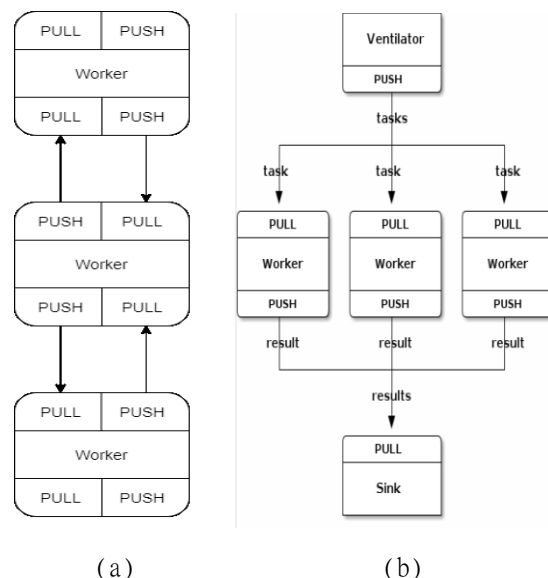 PULL PUSH
Worker
PULL PUSH
PUSH PULL
Worker
PUSH PULL
PULL PUSH
Worker
PULL PUSH
(a)
Ventilator
PUSH
tasks
task task task
PULL PULL PULL
Worker Worker Worker
PUSH PUSH PUSH
result result result
results
PULL
Sink
(b)